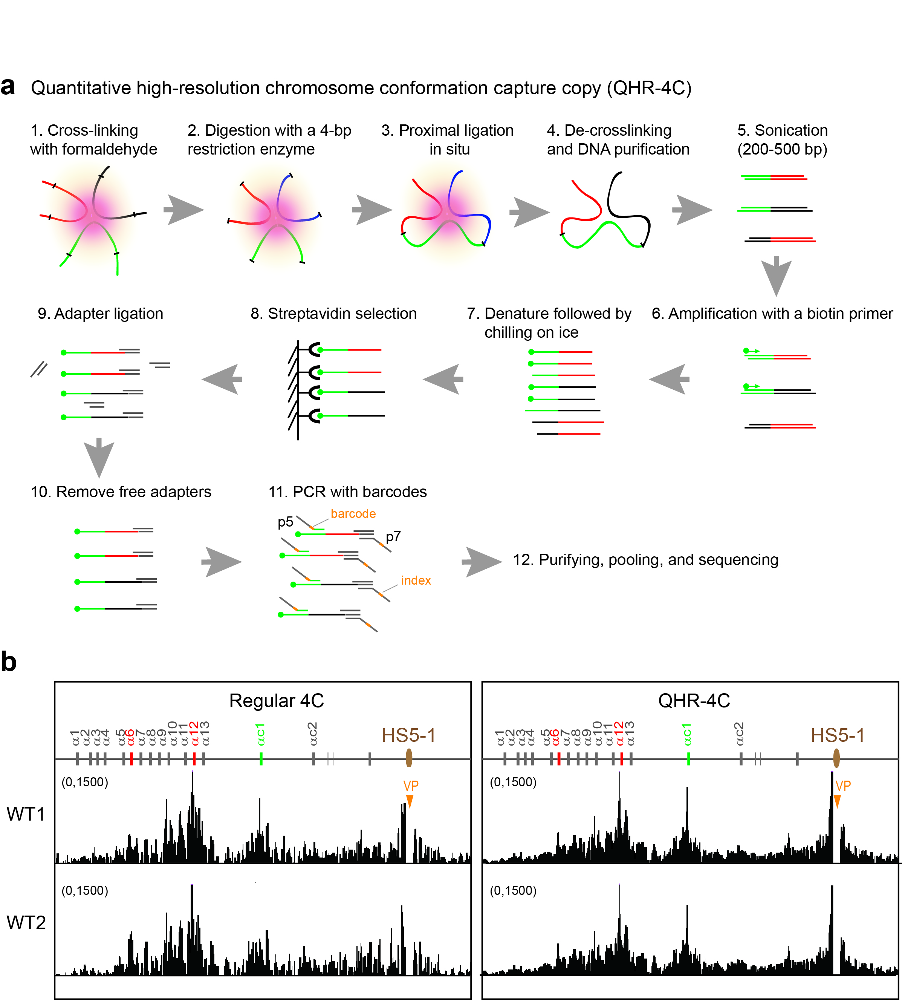 a Quantitative high-resolution chromosome conformation capture copy (QHR-4C)
1. Cross-linking
with formaldehyde
2. Digestion with a 4-bp
restriction enzyme
3. Proximal ligation
in situ
4. De-crosslinking
and DNA purification
5. Sonication
(200-500 bp)
9. Adapter ligation
8. Streptavidin selection
7. Denature followed by
chilling on ice
6. Amplification with a biotin primer
10. Remove free adapters
11. PCR with barcodes
barcode
p5
p7
index
12. Purifying, pooling, and sequencing
b
Regular 4C
α1 α2 α3 α4 α5 α6 α7 α8 α9 α10 α11 α12 α13 αc1 αc2 HS5-1
(0,1500)
VP
WT1
(0,1500)
WT2
QHR-4C
α1 α2 α3 α4 α5 α6 α7 α8 α9 α10 α11 α12 α13 αc1 αc2 HS5-1
(0,1500)
VP
(0,1500)